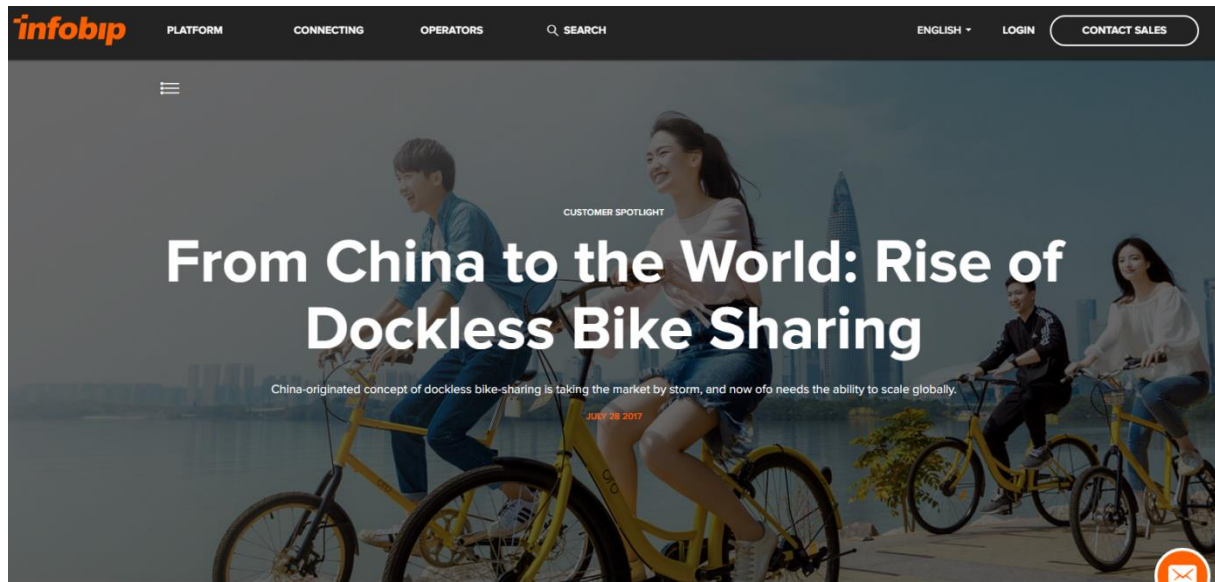 infobip
PLATFORM
CONNECTING
OPERATORS
SEARCH
ENGLISH
LOGIN
CONTACT SALES
CUSTOMER SPOTLIGHT
From China to the World: Rise of
Dockless Bike Sharing
China-originated concept of dockless bike-sharing is taking the market by storm, and now ofo needs the ability to scale globally.
JULY 28 2017
ofo
ofo